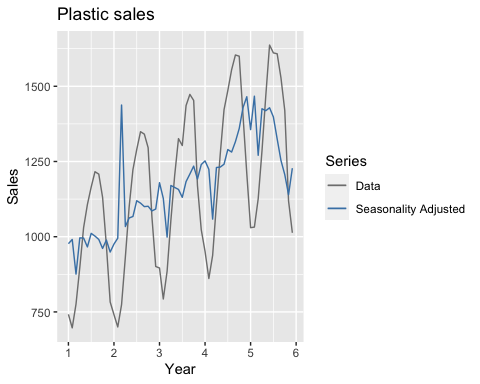 Plastic sales
1500
1250
1000
750
Sales
1 2 3 4 5 6
Year
Series
Data
Seasonality Adjusted